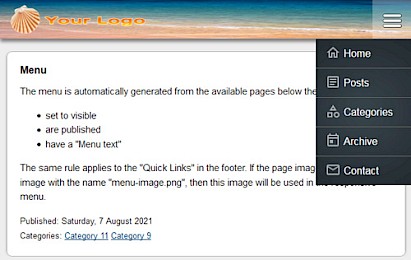 Your Logo
Home
Posts
Categories
Archive
Contact
Menu
The menu is automatically generated from the available pages below the
set to visible
are published
have a "Menu text"
The same rule applies to the "Quick Links" in the footer. If the page imag
image with the name "menu-image.png", then this image will be used in
menu.
Published: Saturday, 7 August 2021
Categories: Category 11 Category 9